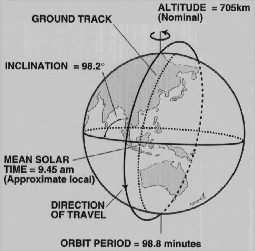 GROUND TRACK
ALTITUDE = 705km
(Nominal)
INCLINATION = 98.2°
MEAN SOLAR
TIME = 9.45 am
(Approximate local)
DIRECTION
OF TRAVEL
ORBIT PERIOD = 98.8 minutes